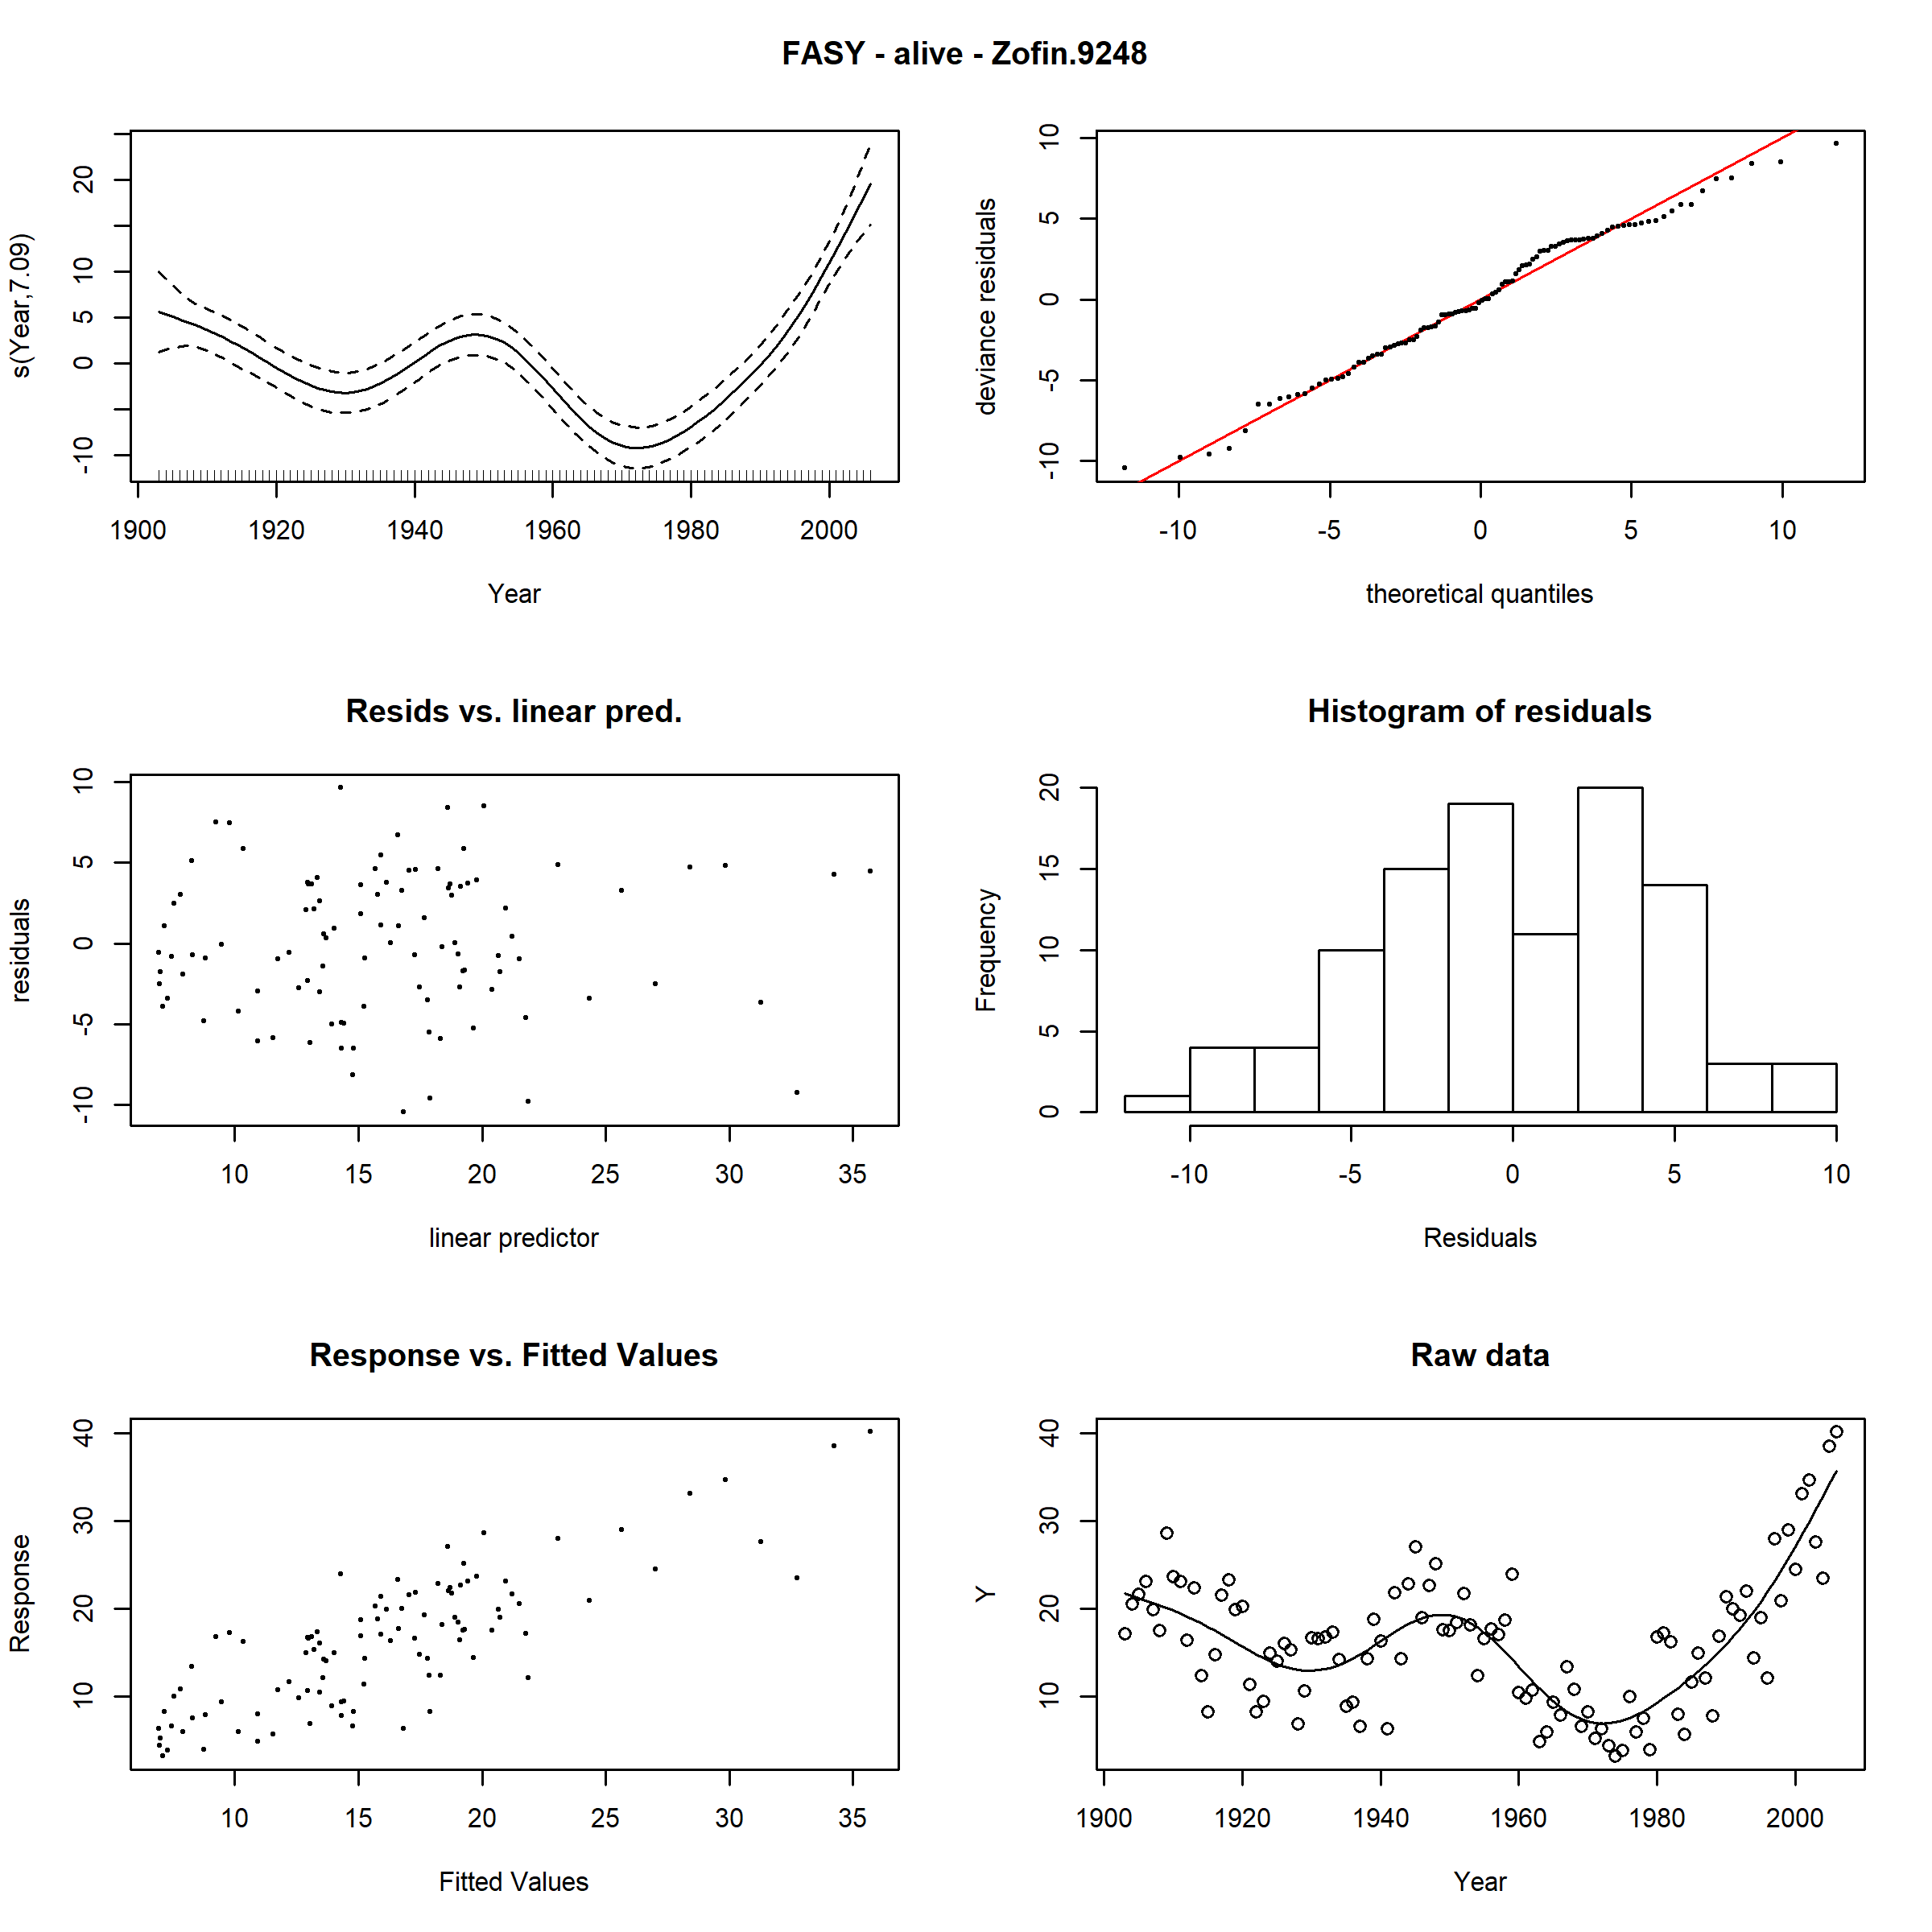 FASY - alive - Zofin.9248
s(Year,7.09)
-10 0 5 10 20
1900 1920 1940 1960 1980 2000
Year
deviance residuals
-10 -5 0 5 10
-10 -5 0 5 10
theoretical quantiles
Resids vs. linear pred.
residuals
-10 -5 0 5 10
10 15 20 25 30 35
linear predictor
Histogram of residuals
Frequency
0 5 10 15 20
-10 -5 0 5 10
Residuals
Response vs. Fitted Values
Response
10 20 30 40
10 15 20 25 30 35
Fitted Values
Raw data
Y
10 20 30 40
1900 1920 1940 1960 1980 2000
Year